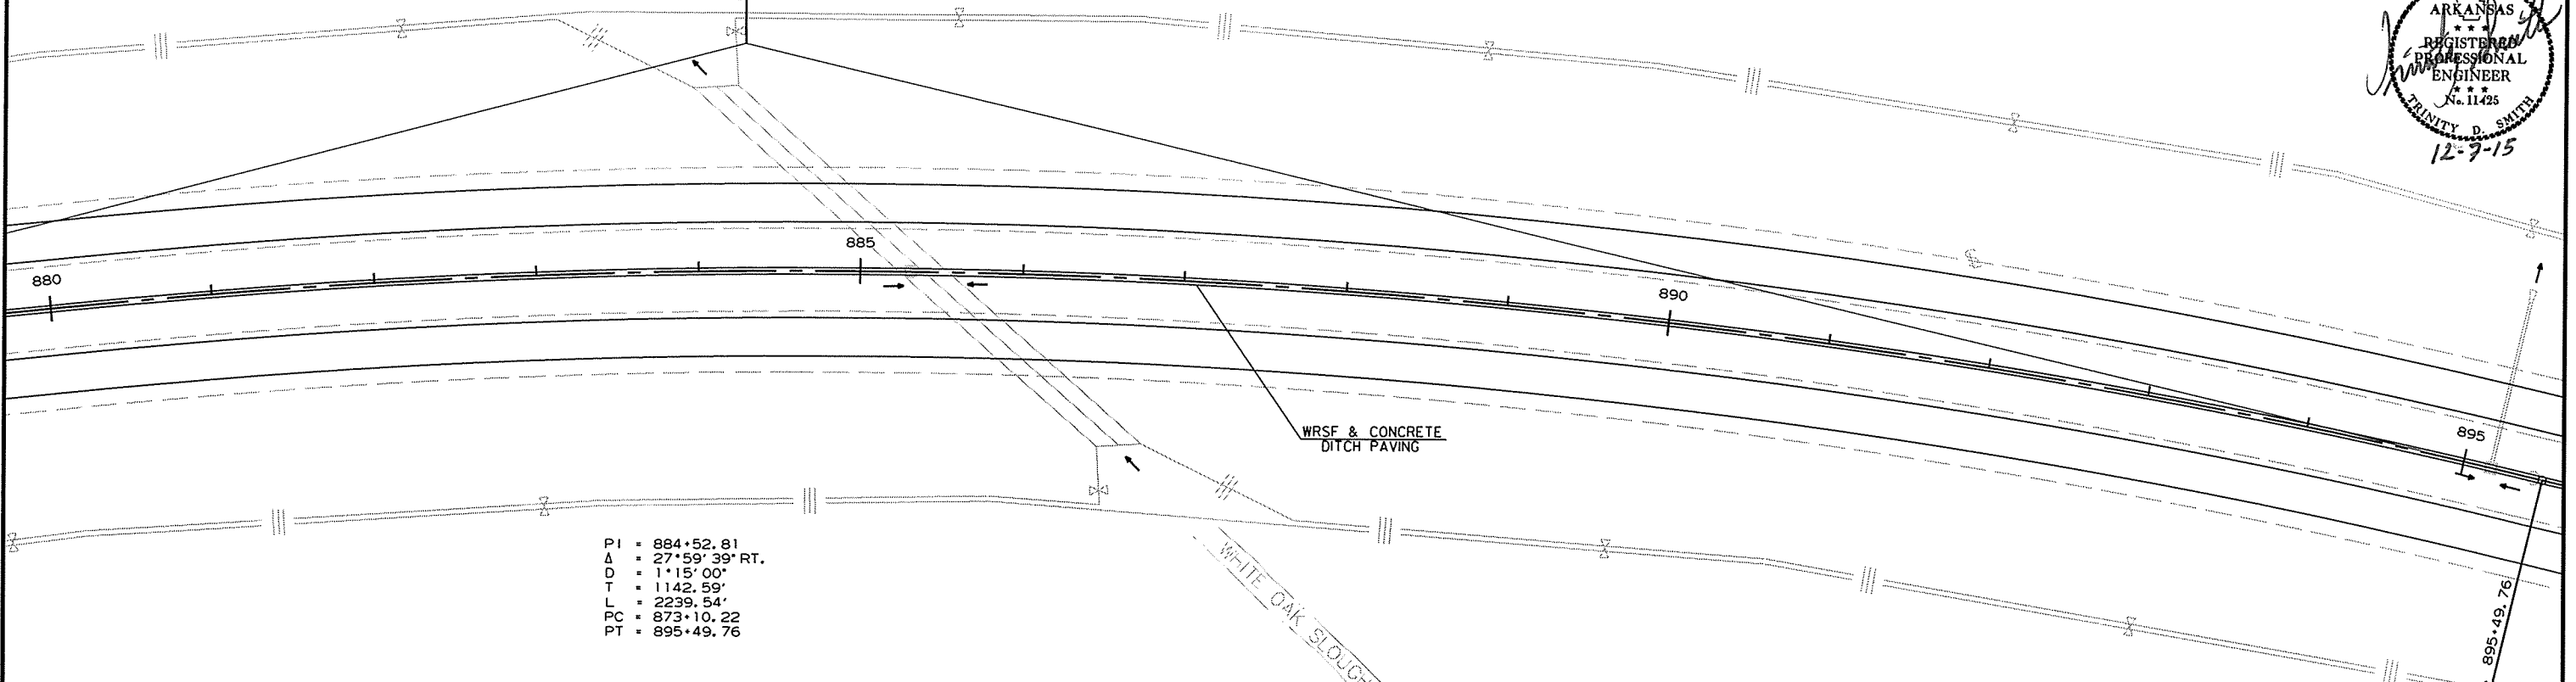 ARKANSAS
★ ★ ★
REGISTERED
PROFESSIONAL
ENGINEER
★ ★ ★
No. 11425
TRINITY D. SMITH
12-7-15
880
885
890
895
WRSF & CONCRETE
DITCH PAVING
PI = 884+52.81
Δ = 27°59'39" RT.
D = 1°15'00"
T = 1142.59'
L = 2239.54'
PC = 873+10.22
PT = 895+49.76
WHITE OAK SLOUGH
895+49.76